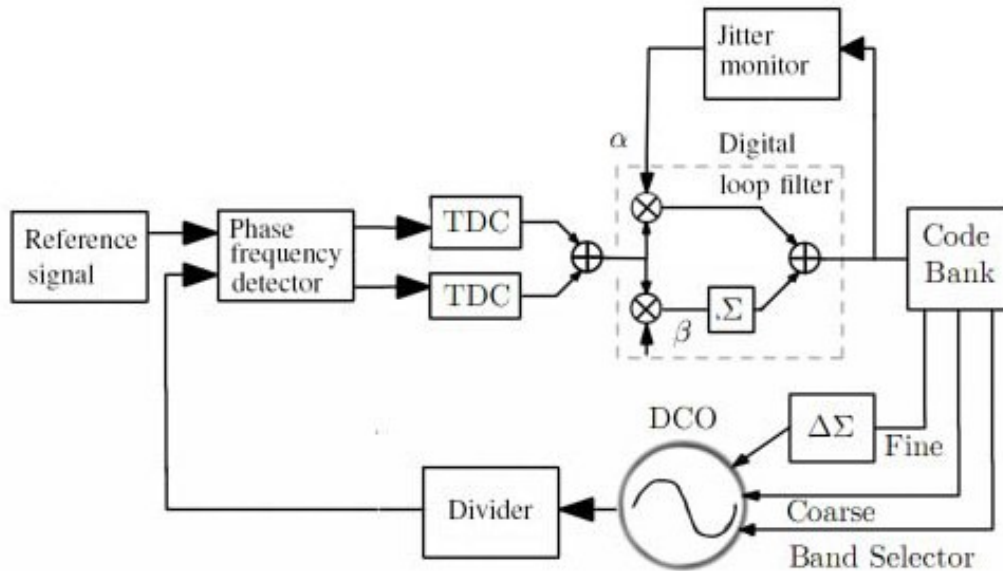 Jitter
monitor
α
Digital
loop filter
Reference
signal
Phase
frequency
detector
TDC
TDC
β
.Σ
Code
Bank
DCO
ΔΣ
Fine
Divider
Coarse
Band Selector